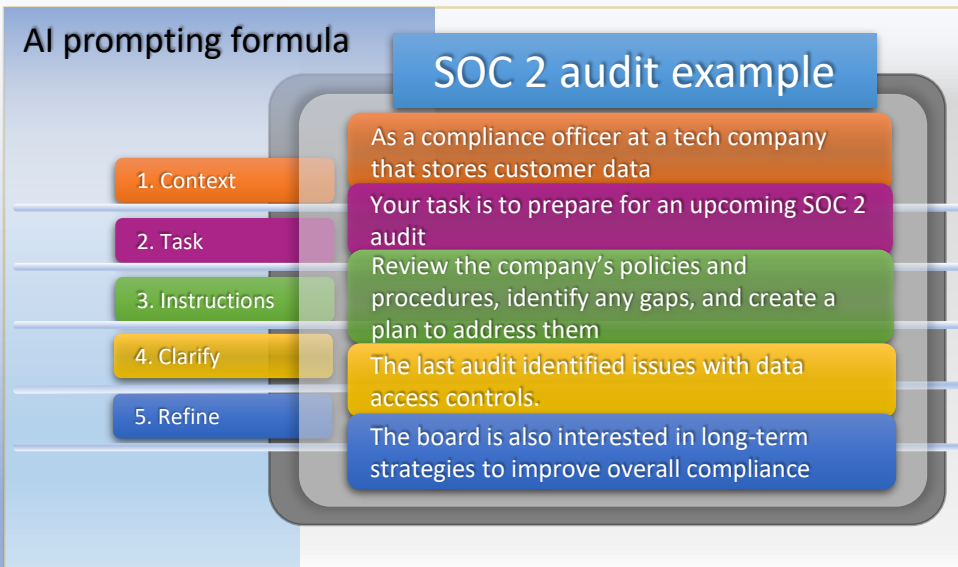 AI prompting formula
SOC 2 audit example
1. Context
As a compliance officer at a tech company
that stores customer data
2. Task
Your task is to prepare for an upcoming SOC 2
audit
3. Instructions
Review the company’s policies and
procedures, identify any gaps, and create a
plan to address them
4. Clarify
The last audit identified issues with data
access controls.
5. Refine
The board is also interested in long-term
strategies to improve overall compliance